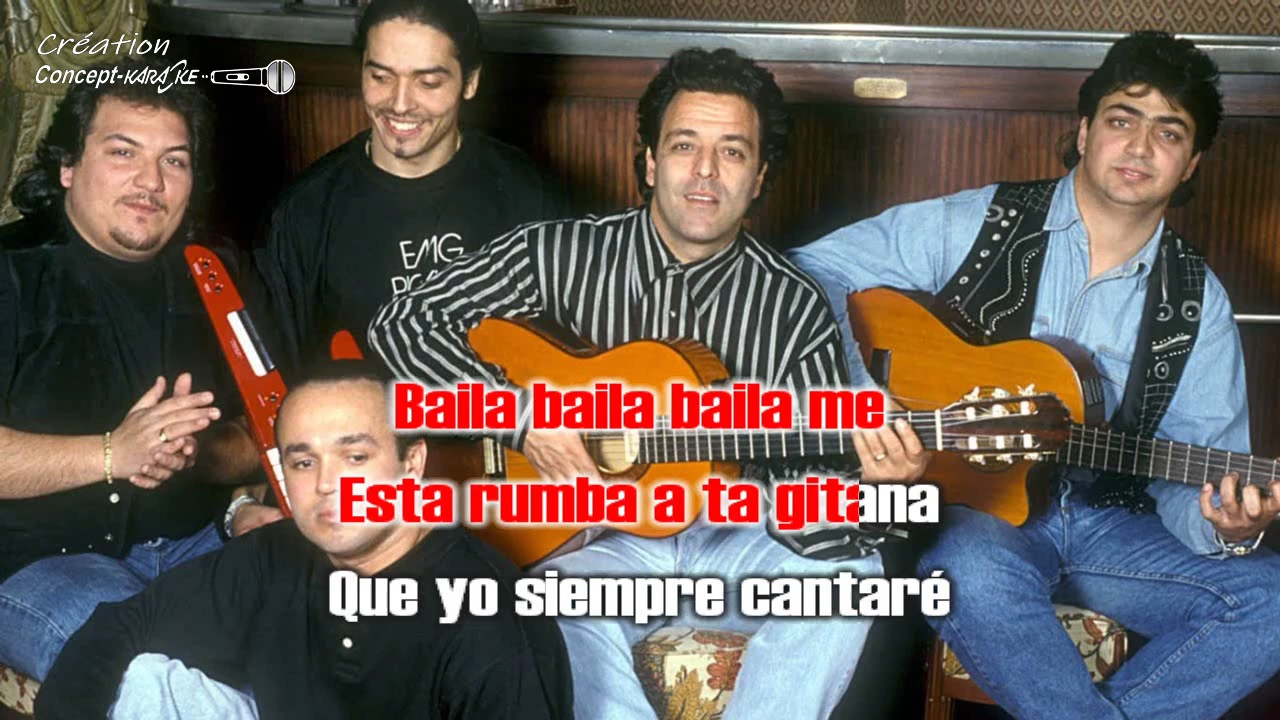 Création
Concept-KARAOKE
EMG
Baila baila baila me
Esta rumba a ta gitana
Que yo siempre cantaré